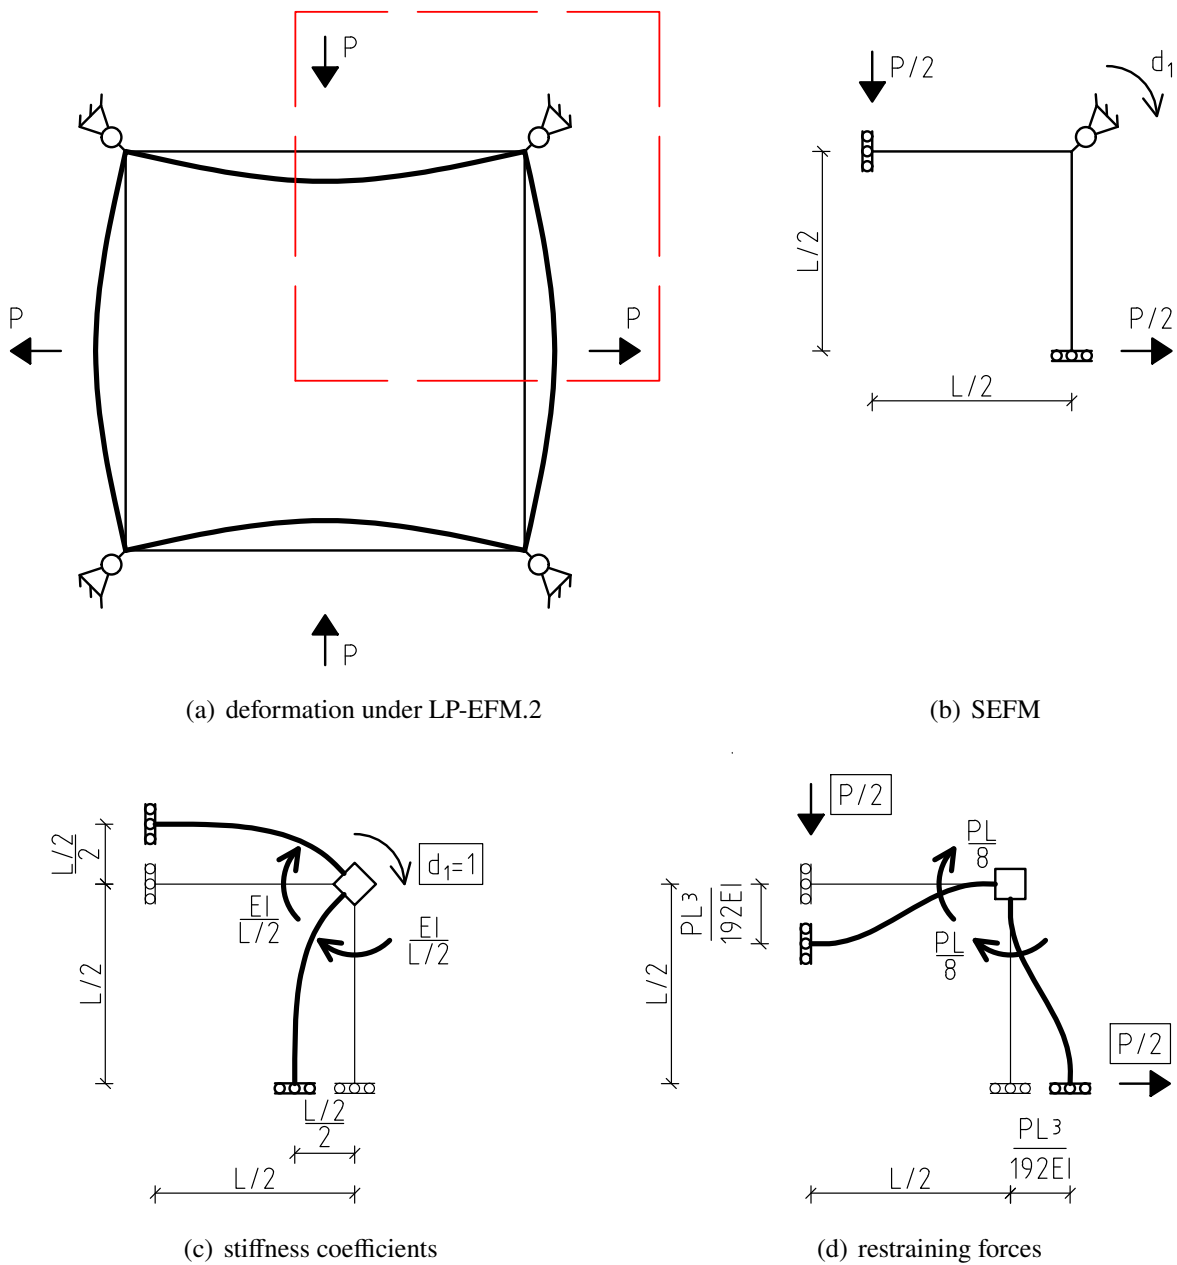 P
P
P
P
(a) deformation under LP-EFM.2
P/2
d₁
L/2
P/2
L/2
(b) SEFM
L/2
2
d₁=1
EI
L/2
EI
L/2
L/2
L/2
2
L/2
(c) stiffness coefficients
P/2
PL
8
PL³
192EI
PL
8
L/2
P/2
PL³
192EI
L/2
(d) restraining forces